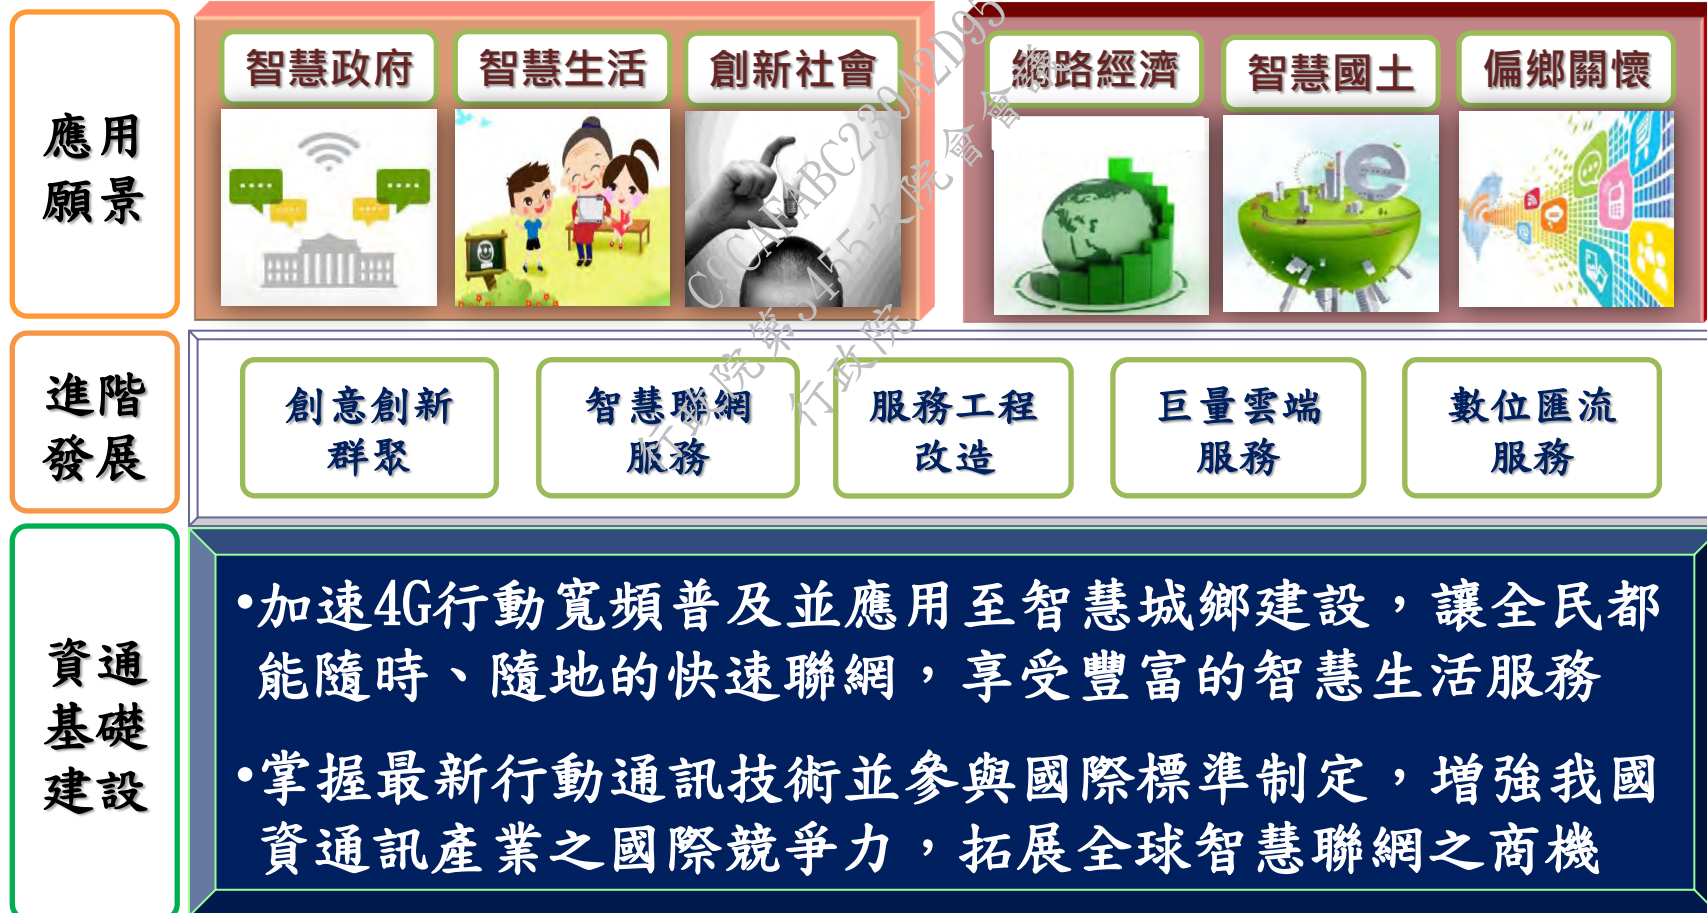 應用
願景
智慧政府
智慧生活
創新社會
網路經濟
智慧國土
偏鄉關懷
進階
發展
創意創新
群聚
智慧聯網
服務
服務工程
改造
巨量雲端
服務
數位匯流
服務
資通
基礎
建設
•加速4G行動寬頻普及並應用至智慧城鄉建設，讓全民都
能隨時、隨地的快速聯網，享受豐富的智慧生活服務
•掌握最新行動通訊技術並參與國際標準制定，增強我國
資通訊產業之國際競爭力，拓展全球智慧聯網之商機
行政院